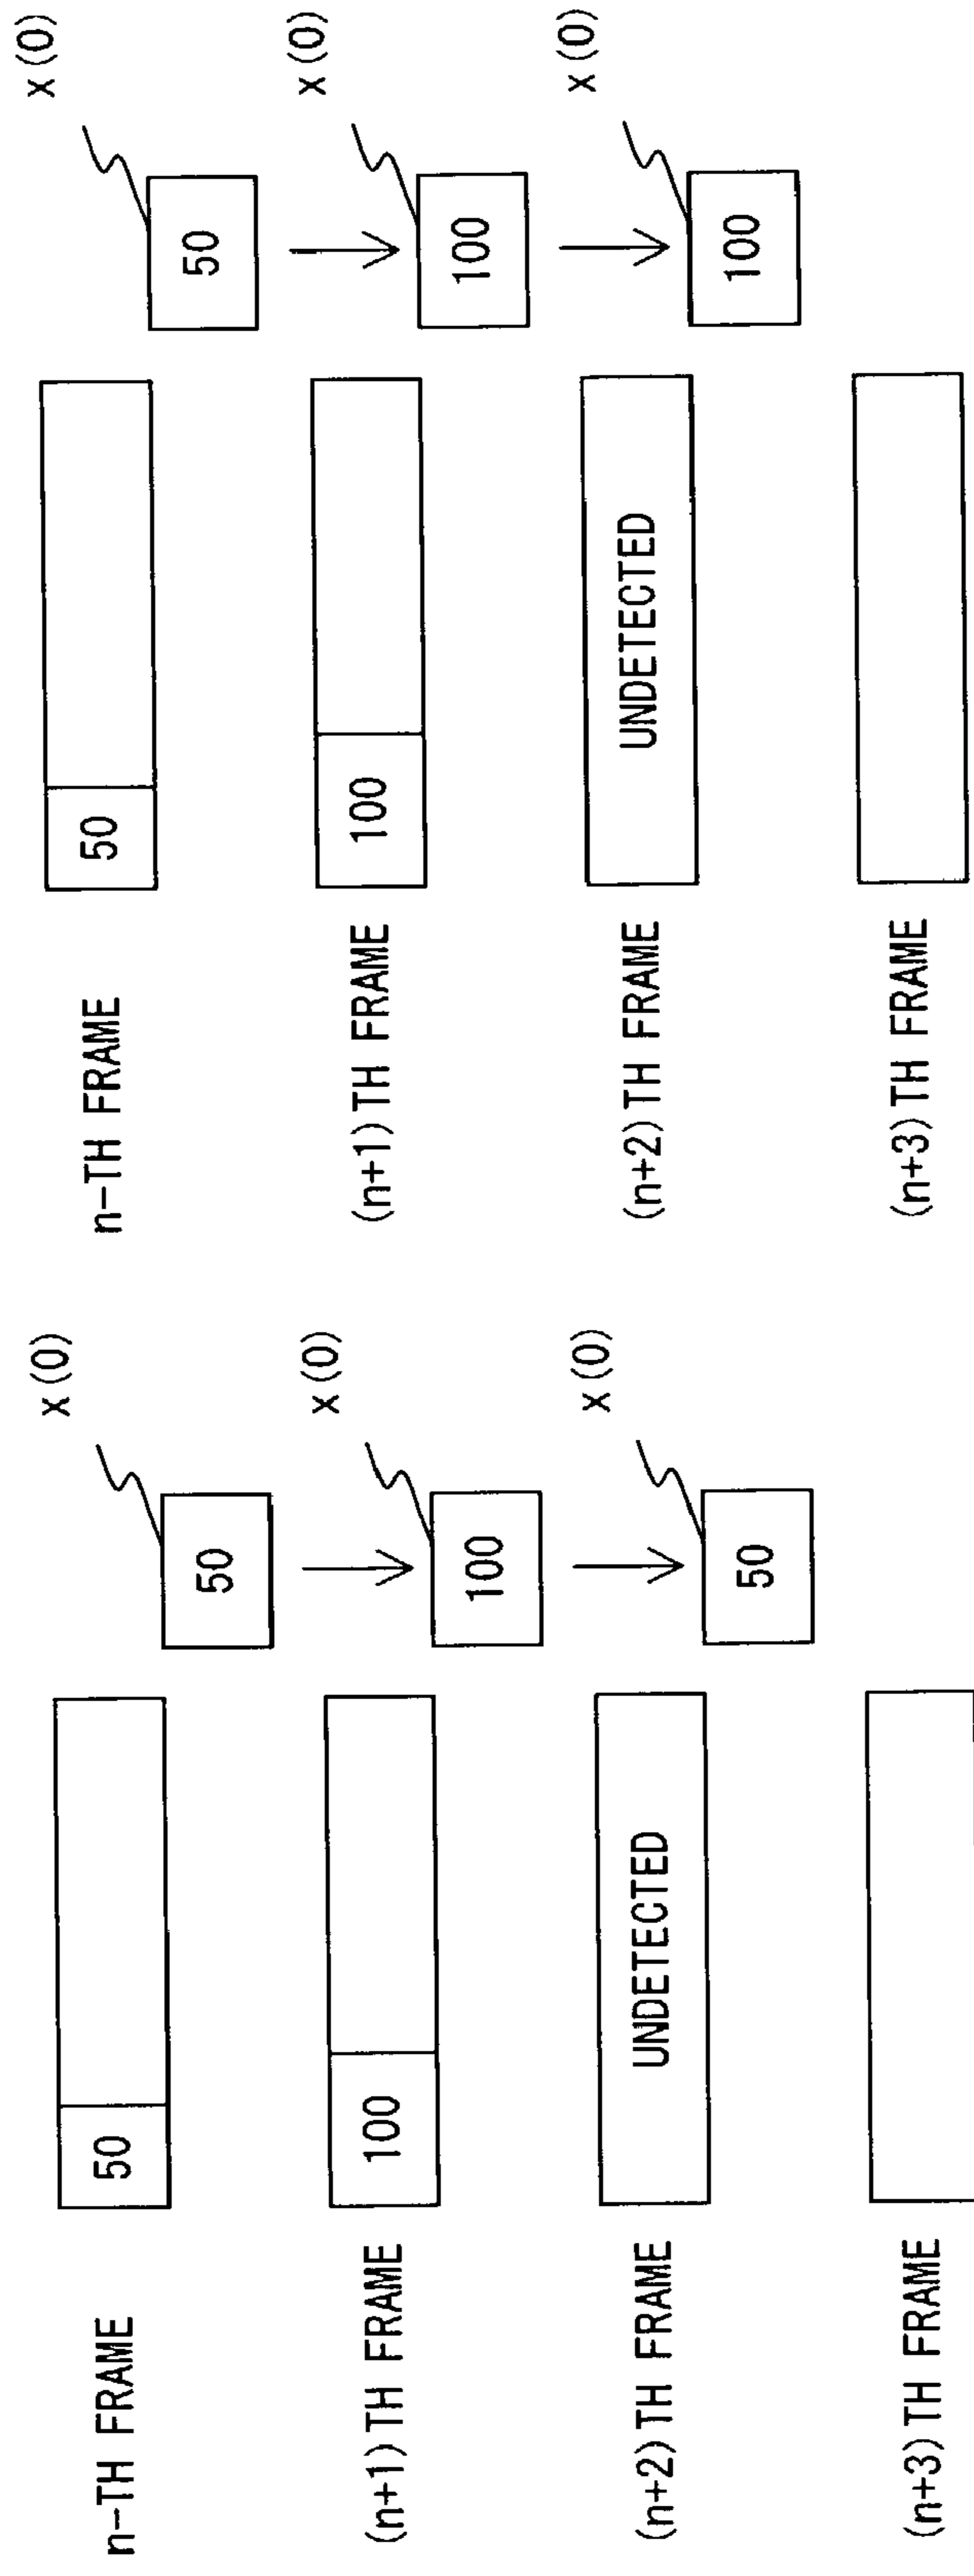 n-TH FRAME
50
50
x(0)
(n+1)TH FRAME
100
100
x(0)
(n+2)TH FRAME
UNDETECTED
50
x(0)
(n+3)TH FRAME
n-TH FRAME
50
50
x(0)
(n+1)TH FRAME
100
100
x(0)
(n+2)TH FRAME
UNDETECTED
100
x(0)
(n+3)TH FRAME